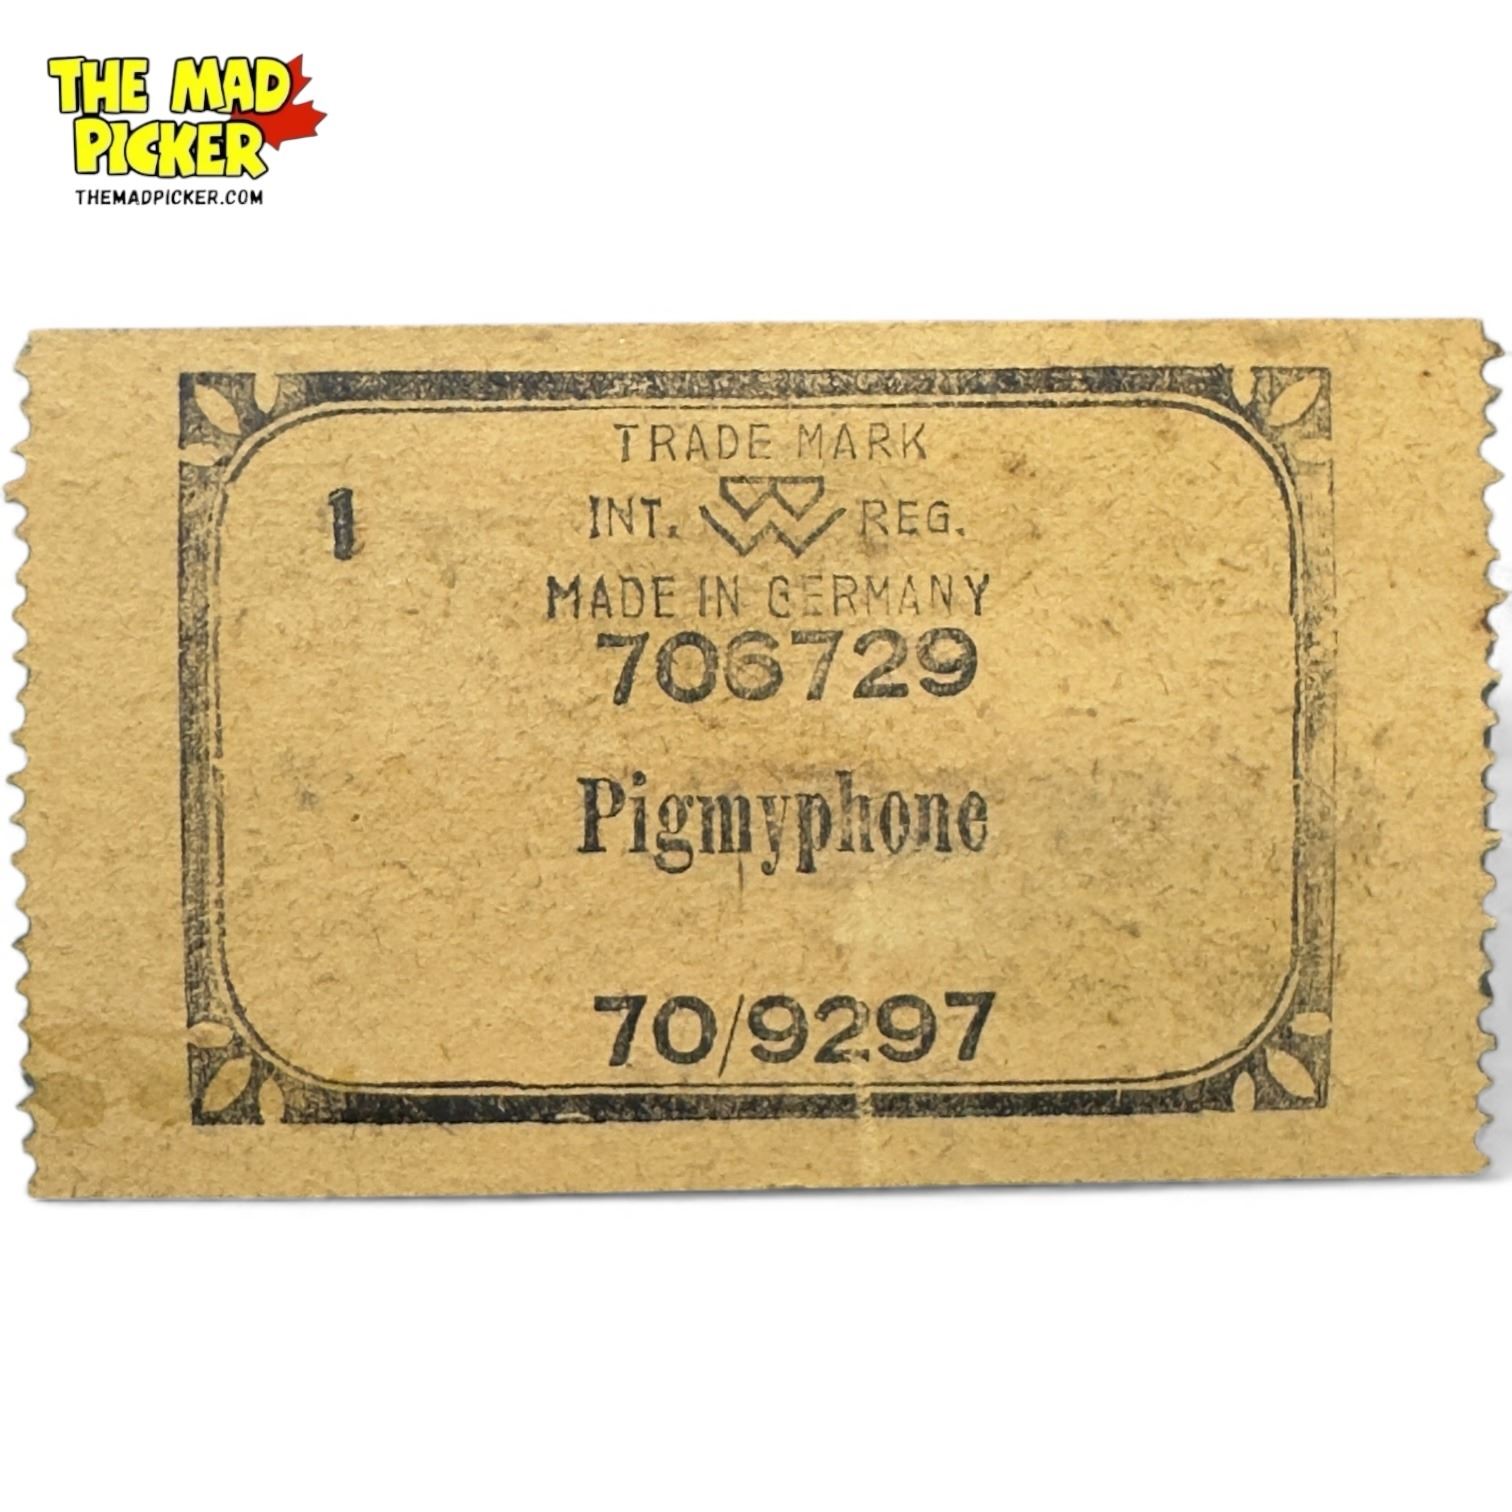 THE MAD
PICKER
THEMADPICKER.COM
TRADE MARK
1
INT. W REG.
MADE IN GERMANY
706729
Pigmyphone
70/9297